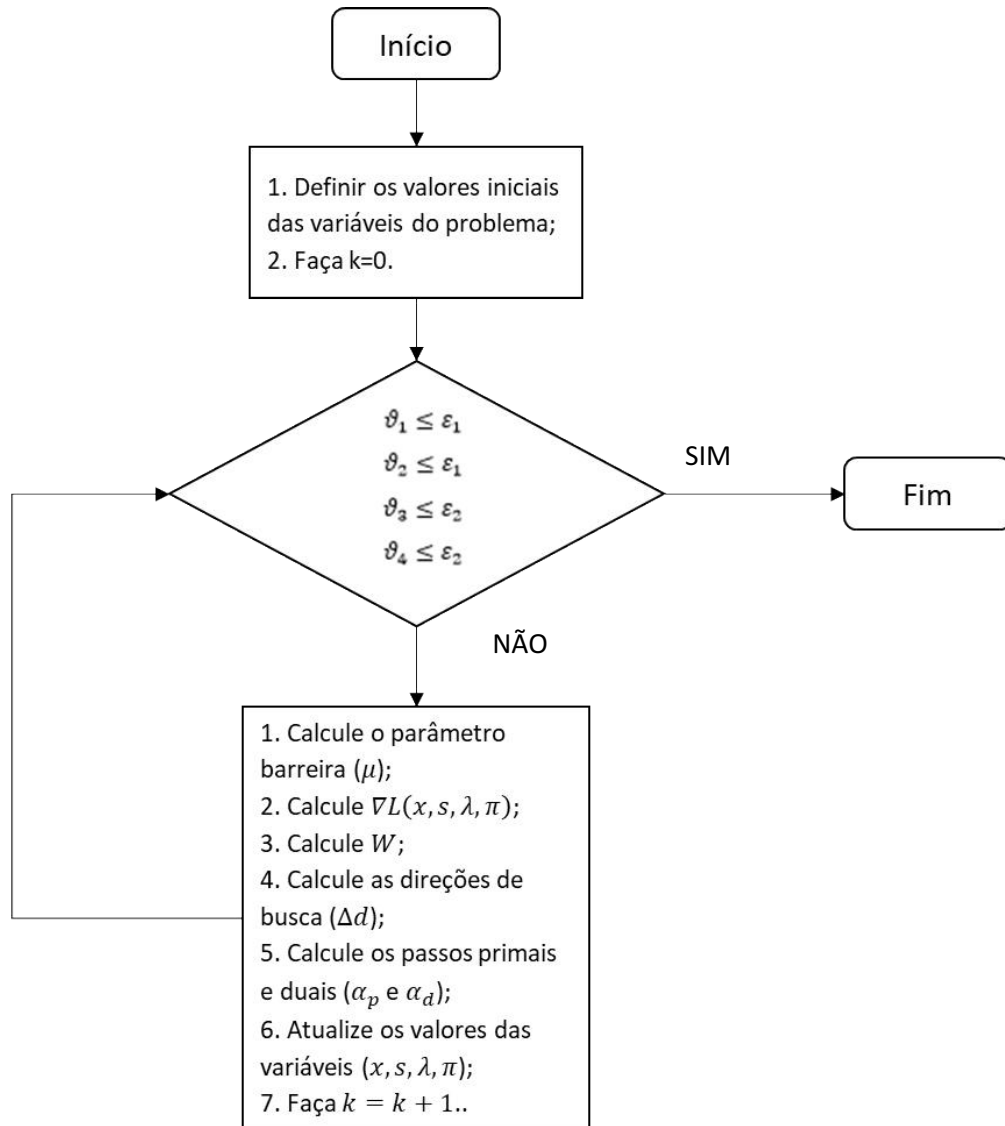 Início
1. Definir os valores iniciais
das variáveis do problema;
2. Faça k=0.
𝜗₁ ≤ 𝜀₁
𝜗₂ ≤ 𝜀₁
𝜗₃ ≤ 𝜀₂
𝜗₄ ≤ 𝜀₂
SIM
Fim
NÃO
1. Calcule o parâmetro
barreira (𝜇);
2. Calcule ∇𝐿(𝑥, 𝑠, 𝜆, 𝜋);
3. Calcule 𝑊;
4. Calcule as direções de
busca (Δ𝑑);
5. Calcule os passos primais
e duais (𝛼ₚ e 𝛼_𝑑);
6. Atualize os valores das
variáveis (𝑥, 𝑠, 𝜆, 𝜋);
7. Faça 𝑘 = 𝑘 + 1..